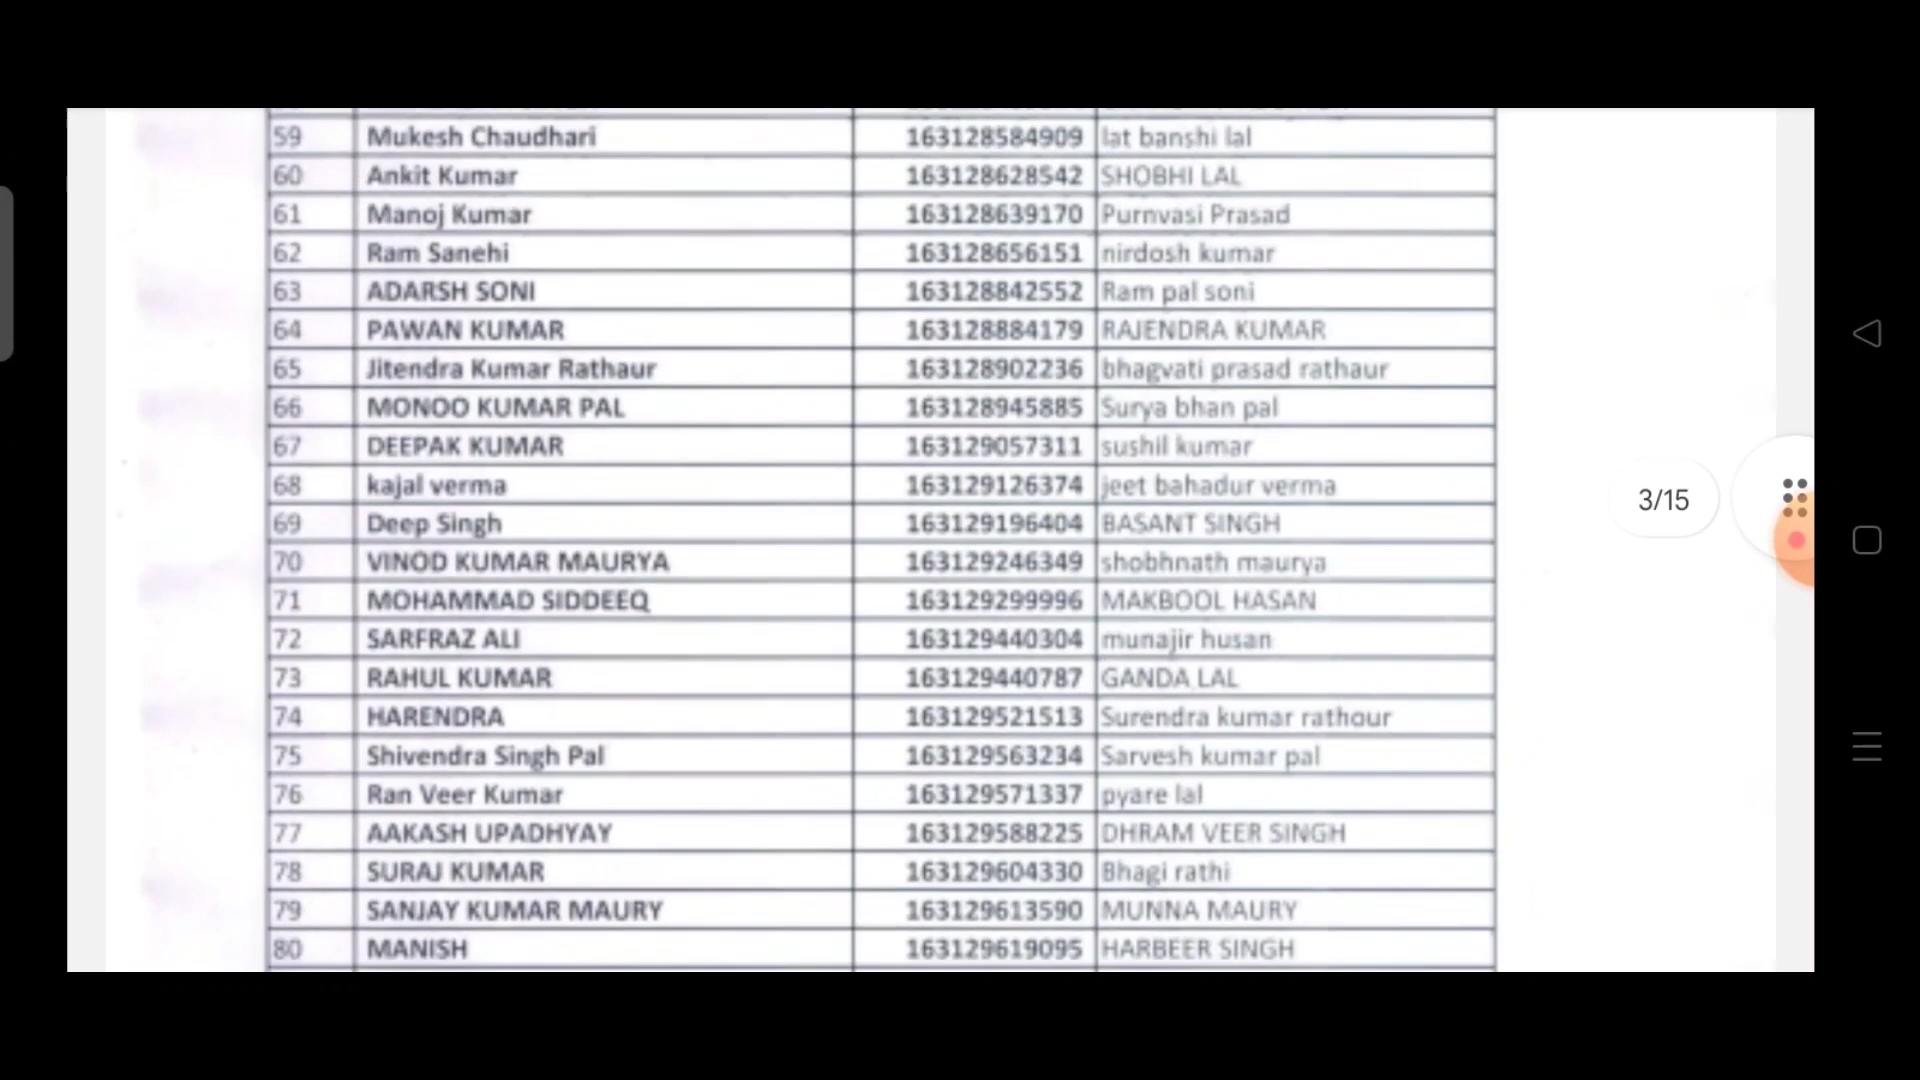 59 Mukesh Chaudhari 163128584909 lat banshi lal
60 Ankit Kumar 163128628542 SHOBHI LAL
61 Manoj Kumar 163128639170 Purnvasi Prasad
62 Ram Sanehi 163128656151 nirdosh kumar
63 ADARSH SONI 163128842552 Ram pal soni
64 PAWAN KUMAR 163128884179 RAJENDRA KUMAR
65 Jitendra Kumar Rathaur 163128902236 bhagvati prasad rathaur
66 MONOO KUMAR PAL 163128945885 Surya bhan pal
67 DEEPAK KUMAR 163129057311 sushil kumar
68 kajal verma 163129126374 jeet bahadur verma
69 Deep Singh 163129196404 BASANT SINGH
70 VINOD KUMAR MAURYA 163129246349 shobhnath maurya
71 MOHAMMAD SIDDEEQ 163129299996 MAKBOOL HASAN
72 SARFRAZ ALI 163129440304 munajir husan
73 RAHUL KUMAR 163129440787 GANDA LAL
74 HARENDRA 163129521513 Surendra kumar rathour
75 Shivendra Singh Pal 163129563234 Sarvesh kumar pal
76 Ran Veer Kumar 163129571337 pyare lal
77 AAKASH UPADHYAY 163129588225 DHRAM VEER SINGH
78 SURAJ KUMAR 163129604330 Bhagi rathi
79 SANJAY KUMAR MAURY 163129613590 MUNNA MAURY
80 MANISH 163129619095 HARBEER SINGH
3/15